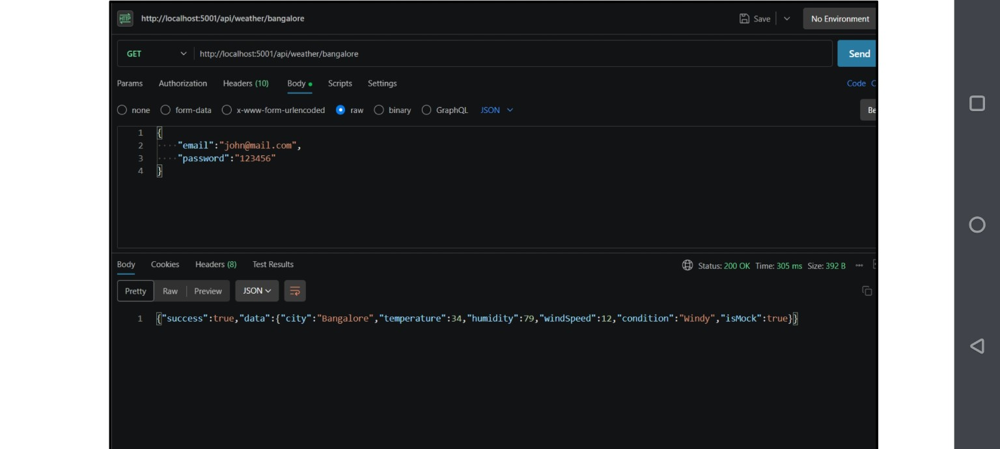 HTTP http://localhost:5001/api/weather/bangalore Save No Environment
GET http://localhost:5001/api/weather/bangalore Send
Params Authorization Headers (10) Body Scripts Settings Code
none form-data x-www-form-urlencoded raw binary GraphQL JSON Be
1 {
2 "email":"john@mail.com",
3 "password":"123456"
4 }
Body Cookies Headers (8) Test Results Status: 200 OK Time: 305 ms Size: 392 B
Pretty Raw Preview JSON
1 {"success":true,"data":{"city":"Bangalore","temperature":34,"humidity":79,"windSpeed":12,"condition":"Windy","isMock":true}}